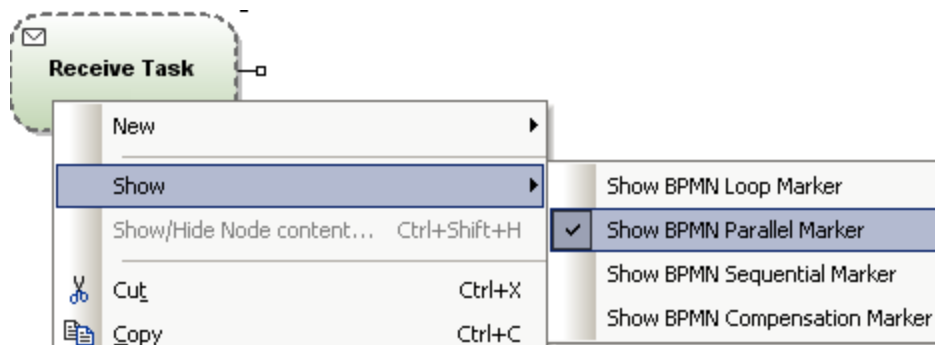 Receive Task
New
Show
Show BPMN Loop Marker
Show/Hide Node content... Ctrl+Shift+H
Show BPMN Parallel Marker
Show BPMN Sequential Marker
Cut Ctrl+X
Show BPMN Compensation Marker
Copy Ctrl+C